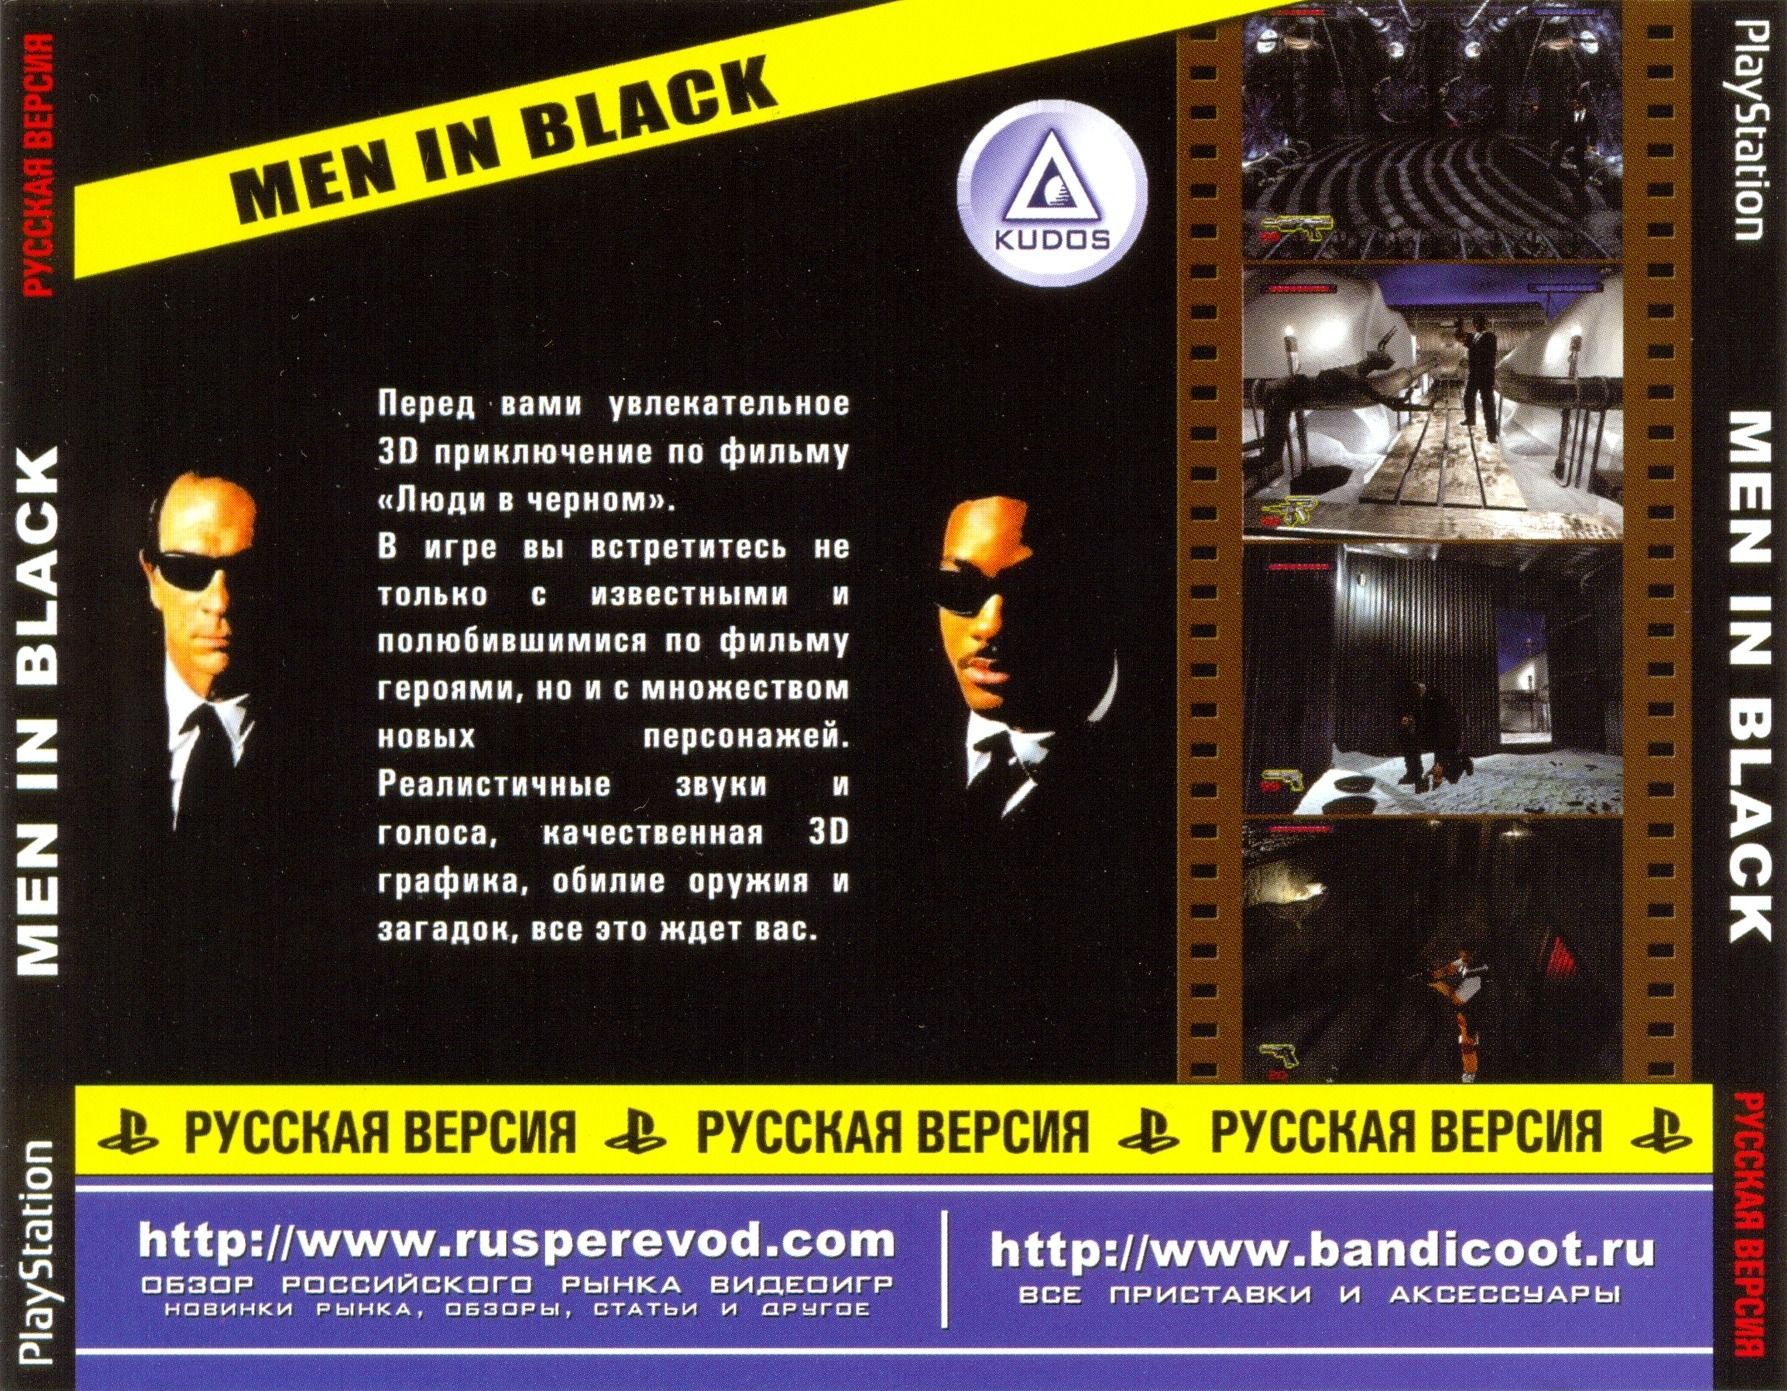 РУССКАЯ ВЕРСИЯ
MEN IN BLACK
PlayStation
MEN IN BLACK
KUDOS
Перед вами увлекательное
3D приключение по фильму
«Люди в черном».
В игре вы встретитесь не
только с известными и
полюбившимися по фильму
героями, но и с множеством
новых персонажей.
Реалистичные звуки и
голоса, качественная 3D
графика, обилие оружия и
загадок, все это ждет вас.
РУССКАЯ ВЕРСИЯ РУССКАЯ ВЕРСИЯ РУССКАЯ ВЕРСИЯ
http://www.rusperevod.com
ОБЗОР РОССИЙСКОГО РЫНКА ВИДЕОИГР
НОВИНКИ РЫНКА, ОБЗОРЫ, СТАТЬИ И ДРУГОЕ
http://www.bandicoot.ru
ВСЕ ПРИСТАВКИ И АКСЕССУАРЫ
PlayStation
MEN IN BLACK
РУССКАЯ ВЕРСИЯ